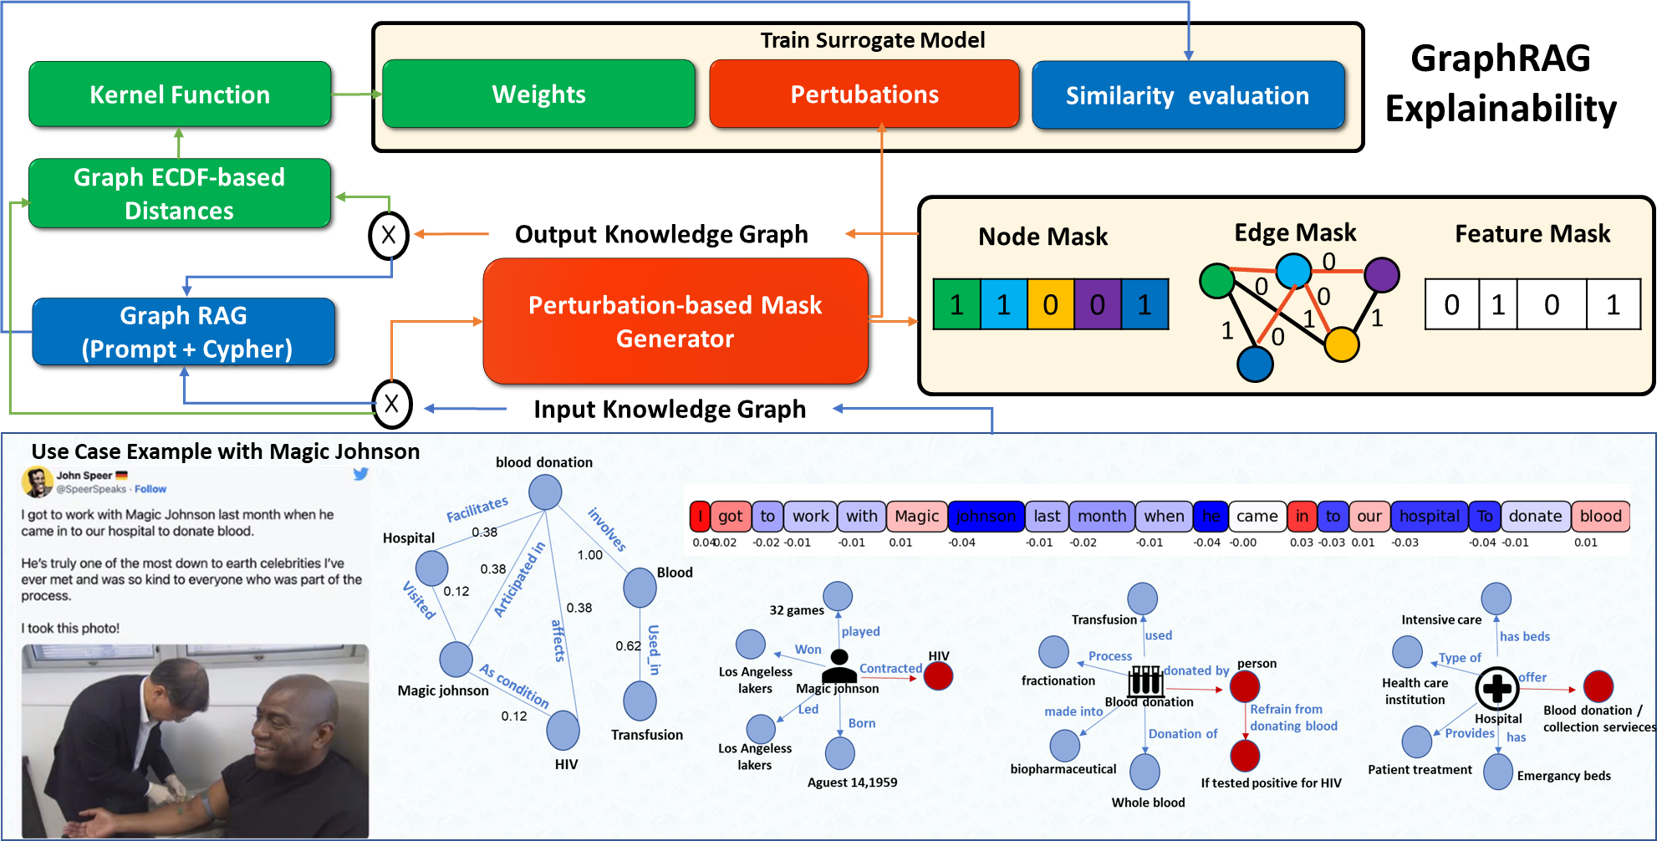 Train Surrogate Model
GraphRAG
Explainability
Kernel Function
Weights
Pertubations
Similarity evaluation
Graph ECDF-based
Distances
X
Output Knowledge Graph
Node Mask
Edge Mask
Feature Mask
1 1 0 0 1
0
0
0
1
1
0
1
0 1 0 1
Perturbation-based Mask
Generator
Graph RAG
(Prompt + Cypher)
X
Input Knowledge Graph
Use Case Example with Magic Johnson
John Speer
@SpeerSpeaks · Follow
I got to work with Magic Johnson last month when he
came in to our hospital to donate blood.
He's truly one of the most down to earth celebrities I've
ever met and was so kind to everyone who was part of the
process.
I took this photo!
blood donation
Facilitates
0.38
Hospital
involves
1.00
0.38
Articipated in
Blood
Visited
0.12
0.38
affects
Used_in
0.62
Magic johnson
As condition
0.12
Transfusion
HIV
I got to work with Magic johnson last month when he came in to our hospital To donate blood
0.04 0.02 -0.02 -0.01 -0.01 0.01 -0.04 -0.01 -0.02 -0.01 -0.04 -0.00 0.03 -0.03 0.01 -0.03 -0.04 -0.01 0.01
32 games
played
Won
Los Angeless
lakers
HIV
Contracted
Magic johnson
Led
Born
Los Angeless
lakers
Aguest 14,1959
Transfusion
used
Process
fractionation
donated by
person
Blood donation
made into
Refrain from
donating blood
Donation of
biopharmaceutical
If tested positive for HIV
Whole blood
Intensive care
has beds
Type of
Health care
institution
offer
Blood donation /
collection servieces
Hospital
Provides
has
Patient treatment
Emergancy beds